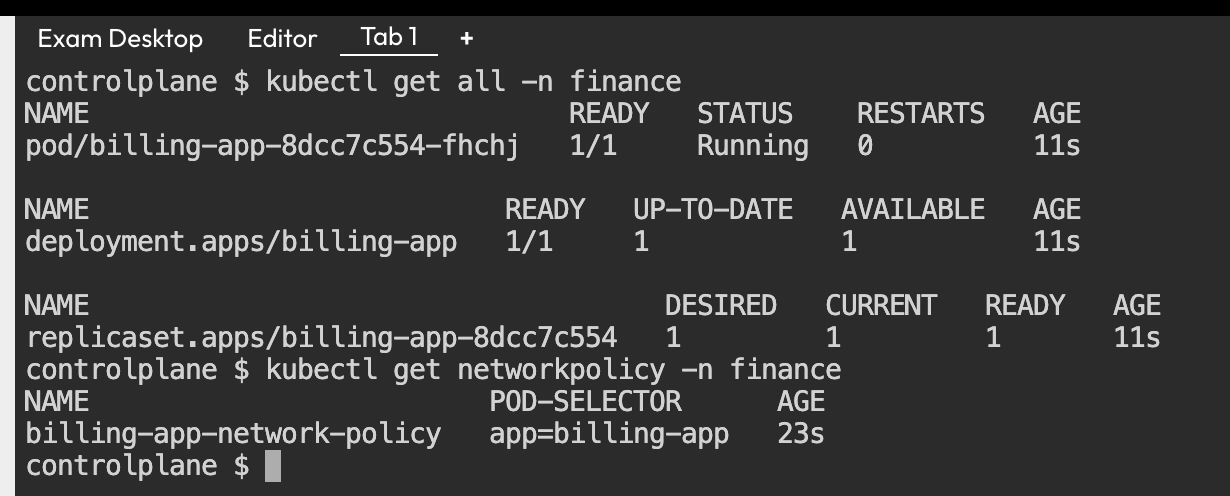 Exam Desktop Editor Tab 1 +
controlplane $ kubectl get all -n finance
NAME READY STATUS RESTARTS AGE
pod/billing-app-8dcc7c554-fhchj 1/1 Running 0 11s
NAME READY UP-TO-DATE AVAILABLE AGE
deployment.apps/billing-app 1/1 1 1 11s
NAME DESIRED CURRENT READY AGE
replicaset.apps/billing-app-8dcc7c554 1 1 1 11s
controlplane $ kubectl get networkpolicy -n finance
NAME POD-SELECTOR AGE
billing-app-network-policy app=billing-app 23s
controlplane $